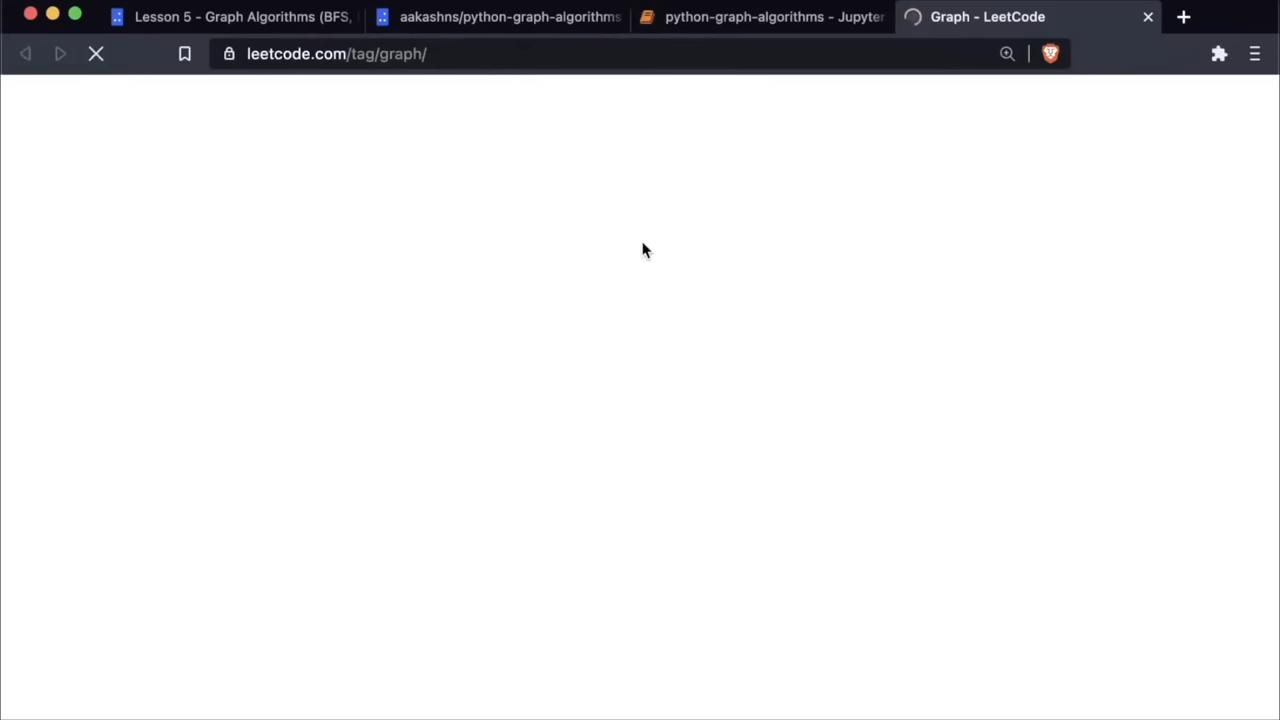 Lesson 5 - Graph Algorithms (BFS,
aakashns/python-graph-algorithms
python-graph-algorithms - Jupyter
Graph - LeetCode
leetcode.com/tag/graph/